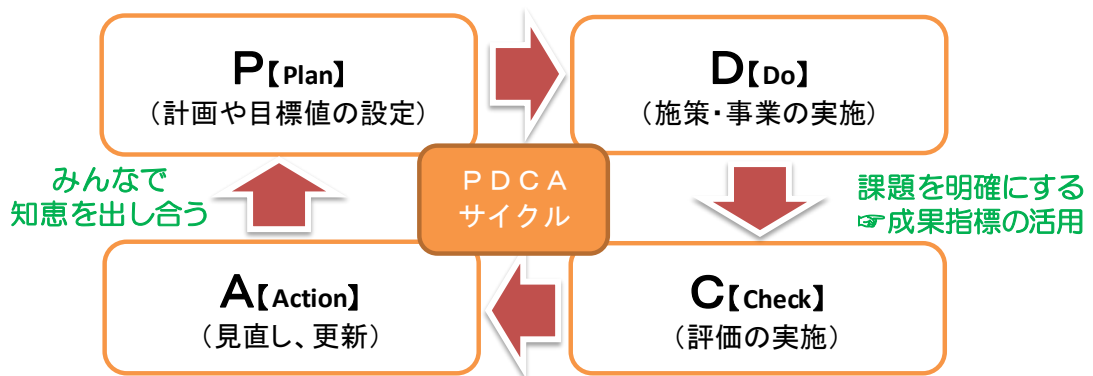 P【Plan】
（計画や目標値の設定）
D【Do】
（施策・事業の実施）
PDCA
サイクル
みんなで
知恵を出し合う
課題を明確にする
☞成果指標の活用
A【Action】
（見直し、更新）
C【Check】
（評価の実施）